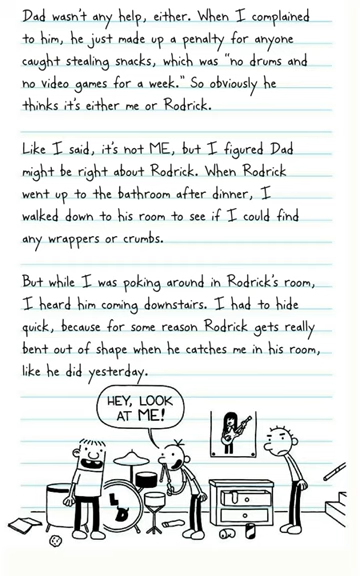 Dad wasn't any help, either. When I complained
to him, he just made up a penalty for anyone
caught stealing snacks, which was "no drums and
no video games for a week." So obviously he
thinks it's either me or Rodrick.
Like I said, it's not ME, but I figured Dad
might be right about Rodrick. When Rodrick
went up to the bathroom after dinner, I
walked down to his room to see if I could find
any wrappers or crumbs.
But while I was poking around in Rodrick's room,
I heard him coming downstairs. I had to hide
quick, because for some reason Rodrick gets really
bent out of shape when he catches me in his room,
like he did yesterday.
HEY, LOOK
AT ME!
LD